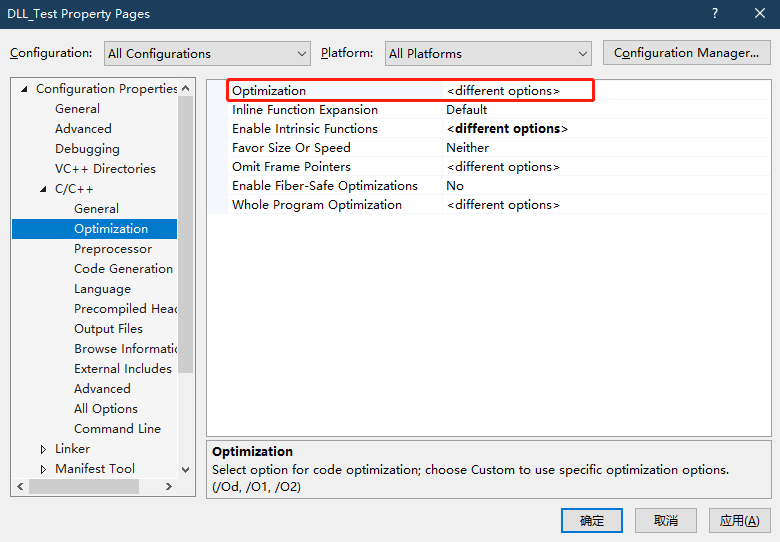 DLL_Test Property Pages
Configuration: All Configurations Platform: All Platforms Configuration Manager...
Configuration Properties
General
Advanced
Debugging
VC++ Directories
C/C++
General
Optimization
Preprocessor
Code Generation
Language
Precompiled Head
Output Files
Browse Informatic
External Includes
Advanced
All Options
Command Line
Linker
Manifest Tool
Optimization <different options>
Inline Function Expansion Default
Enable Intrinsic Functions <different options>
Favor Size Or Speed Neither
Omit Frame Pointers <different options>
Enable Fiber-Safe Optimizations No
Whole Program Optimization <different options>
Optimization
Select option for code optimization; choose Custom to use specific optimization options.
(/Od, /O1, /O2)
确定 取消 应用(A)